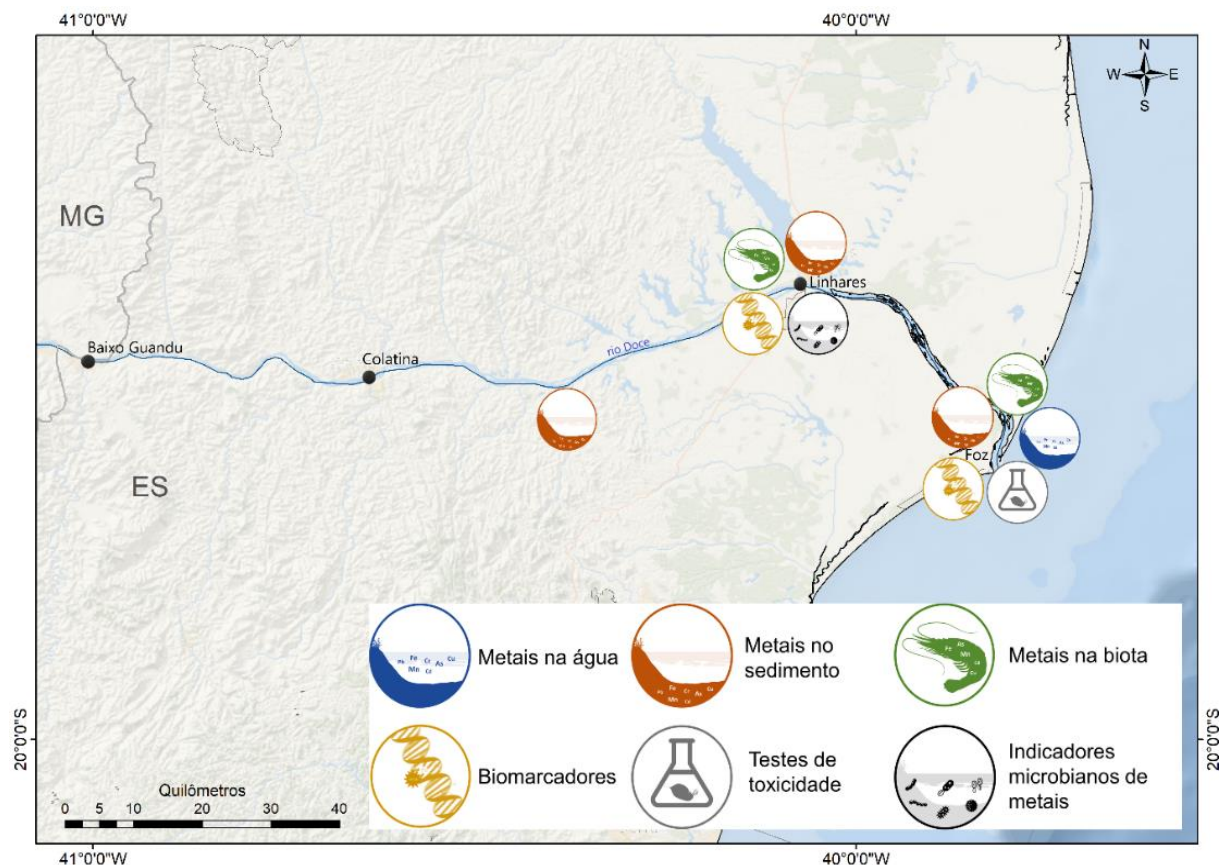 41°0'0"W
40°0'0"W
N
W
E
S
MG
Linhares
Baixo Guandu
rio Doce
Colatina
Foz
ES
Metais na água
Metais no
sedimento
Metais na biota
Biomarcadores
Testes de
toxicidade
Indicadores
microbianos de
metais
20°0'0"S
20°0'0"S
Quilômetros
0 5 10 20 30 40
41°0'0"W
40°0'0"W